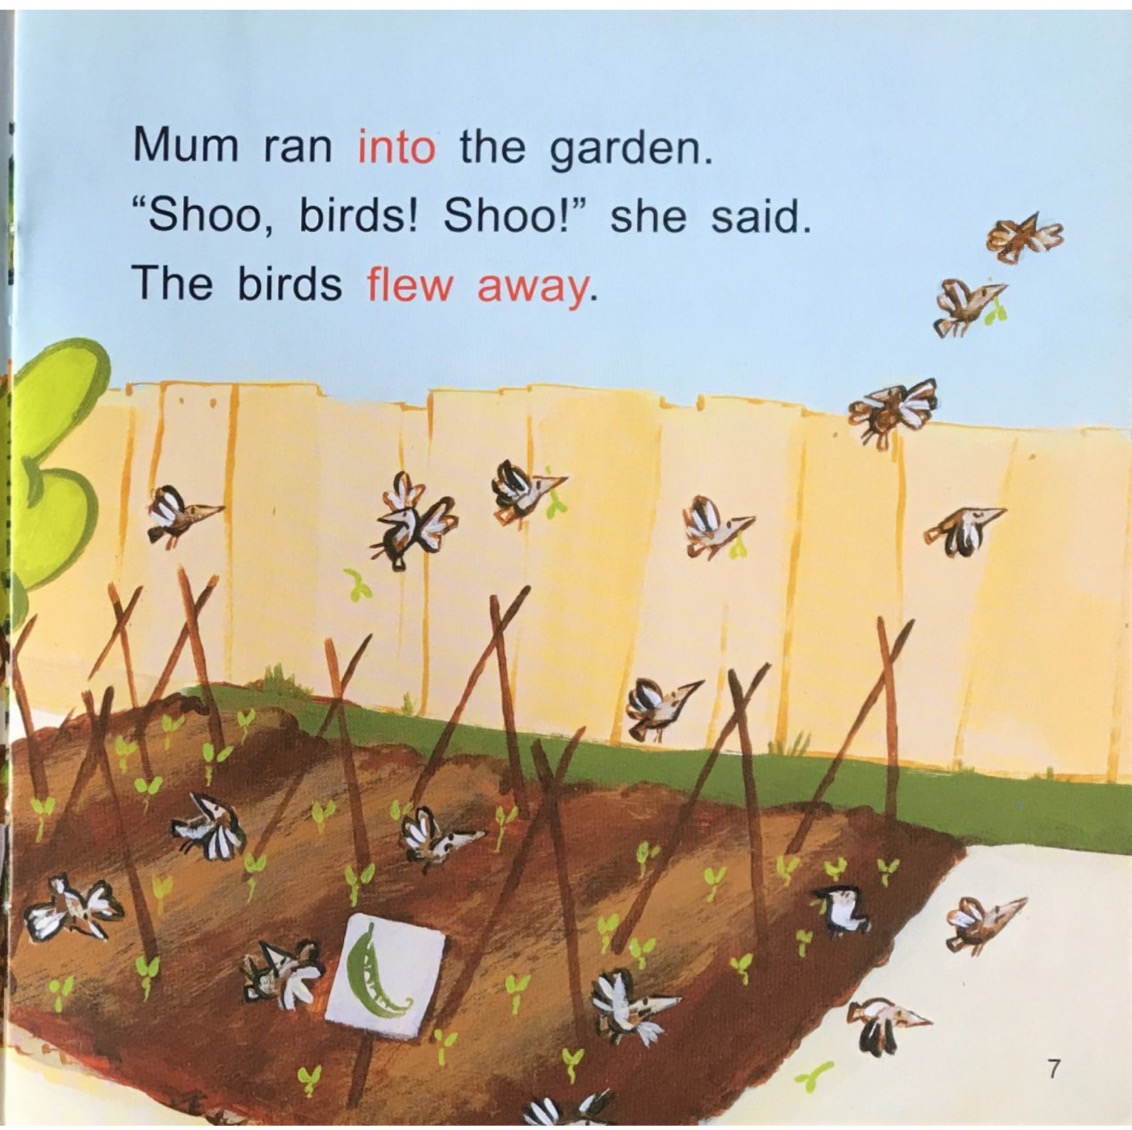 Mum ran into the garden.
“Shoo, birds! Shoo!” she said.
The birds flew away.
7